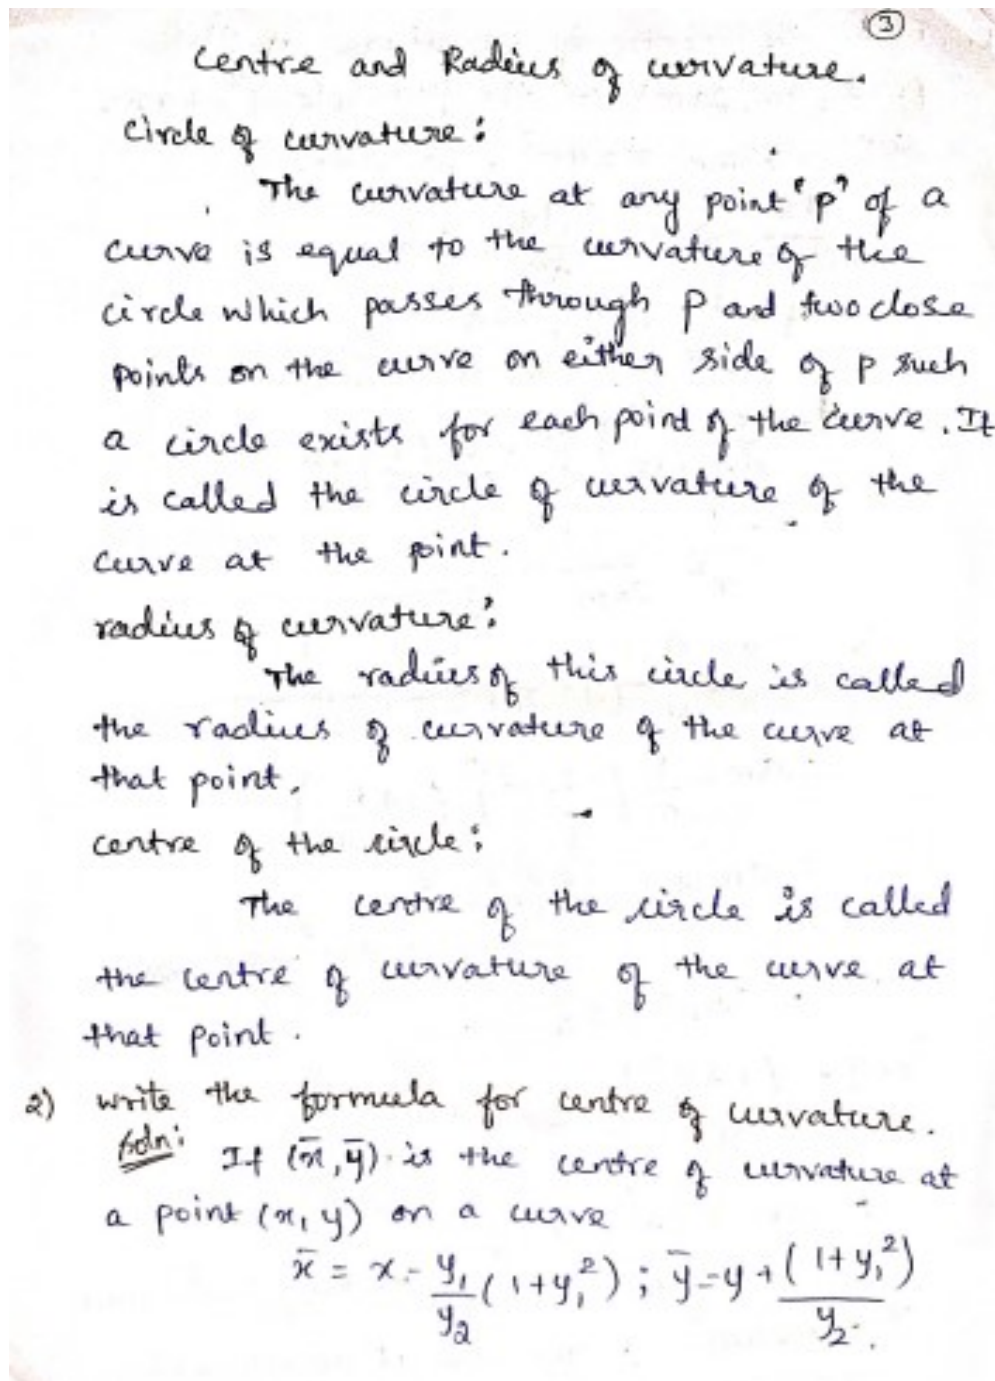 3
Centre and Radius of curvature.
Circle of curvature:
The curvature at any point 'p' of a
curve is equal to the curvature of the
circle which passes through P and two close
points on the curve on either side of p such
a circle exists for each point of the curve. It
is called the circle of curvature of the
curve at the point.
radius of curvature:
The radius of this circle is called
the radius of curvature of the curve at
that point.
centre of the circle:
The centre of the circle is called
the centre of curvature of the curve at
that point.
2) write the formula for centre of curvature.
Soln:
If (x̄, ȳ) is the centre of curvature at
a point (x, y) on a curve
x̄ = x - y₁/y₂ (1+y₁²) ; ȳ = y + (1+y₁²)/y₂.